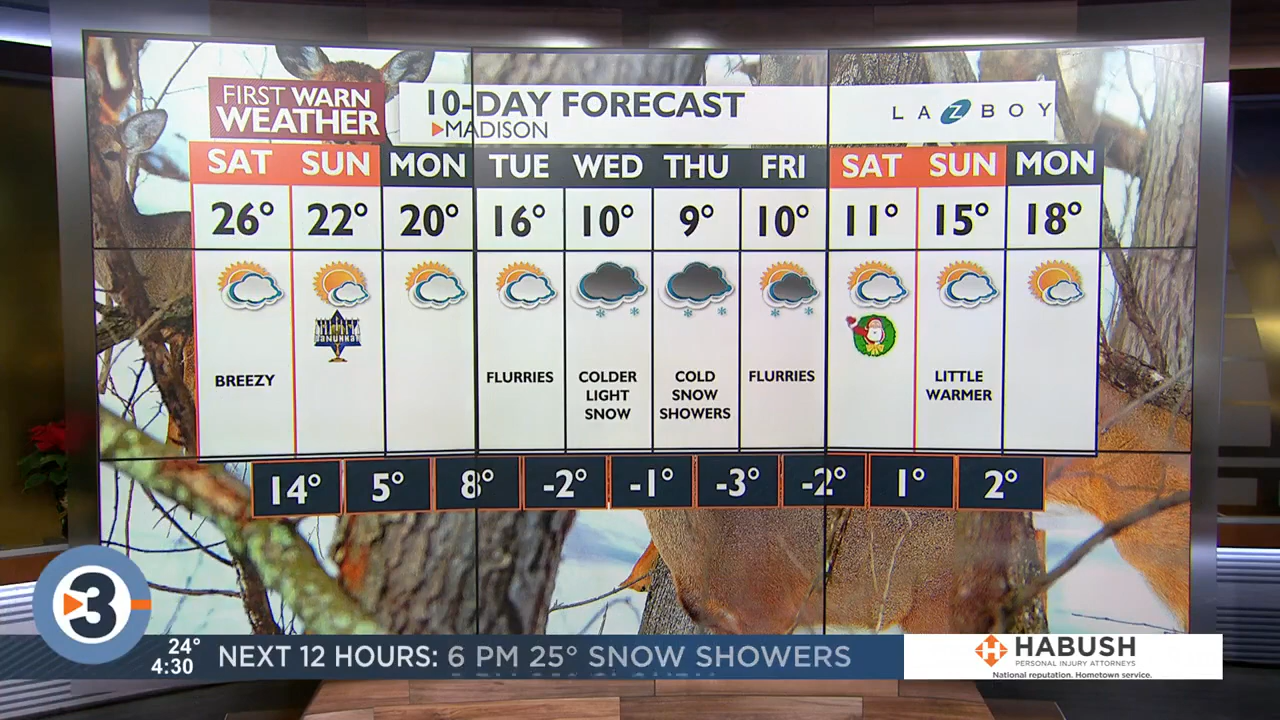 FIRST WARN
WEATHER
10-DAY FORECAST
MADISON
LA Z BOY
SAT SUN MON TUE WED THU FRI SAT SUN MON
26° 22° 20° 16° 10° 9° 10° 11° 15° 18°
BREEZY
FLURRIES
COLDER
LIGHT
SNOW
COLD
SNOW
SHOWERS
FLURRIES
LITTLE
WARMER
14° 5° 8° -2° -1° -3° -2° 1° 2°
3
24°
4:30
NEXT 12 HOURS: 6 PM 25° SNOW SHOWERS
HABUSH
PERSONAL INJURY ATTORNEYS
National reputation. Hometown service.